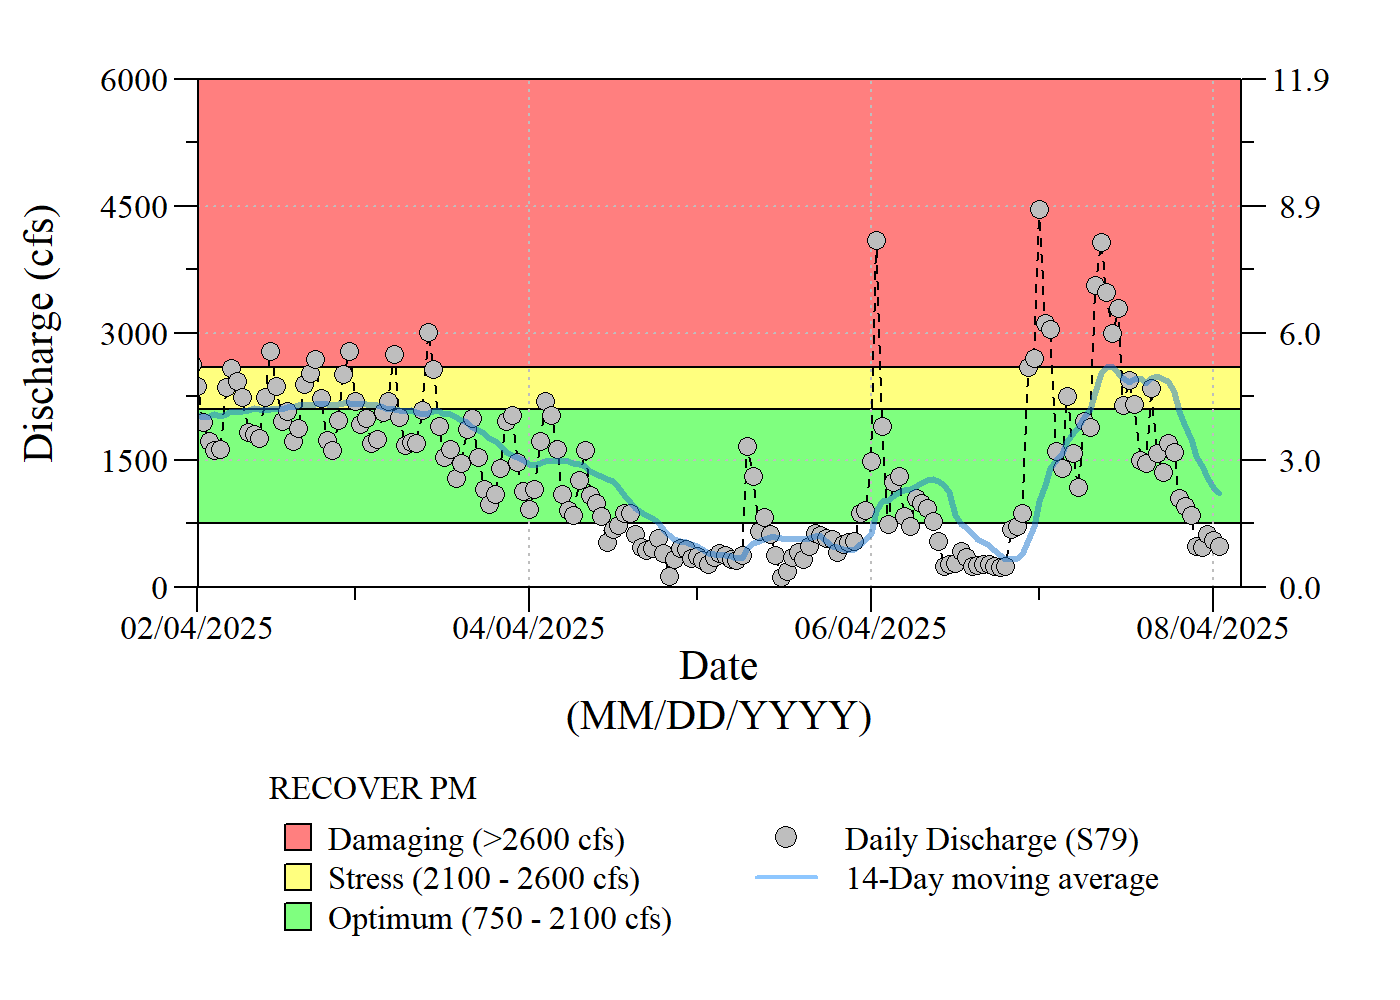 6000
4500
3000
1500
0
Discharge (cfs)
11.9
8.9
6.0
3.0
0.0
02/04/2025 04/04/2025 06/04/2025 08/04/2025
Date
(MM/DD/YYYY)
RECOVER PM
Damaging (>2600 cfs)
Stress (2100 - 2600 cfs)
Optimum (750 - 2100 cfs)
Daily Discharge (S79)
14-Day moving average